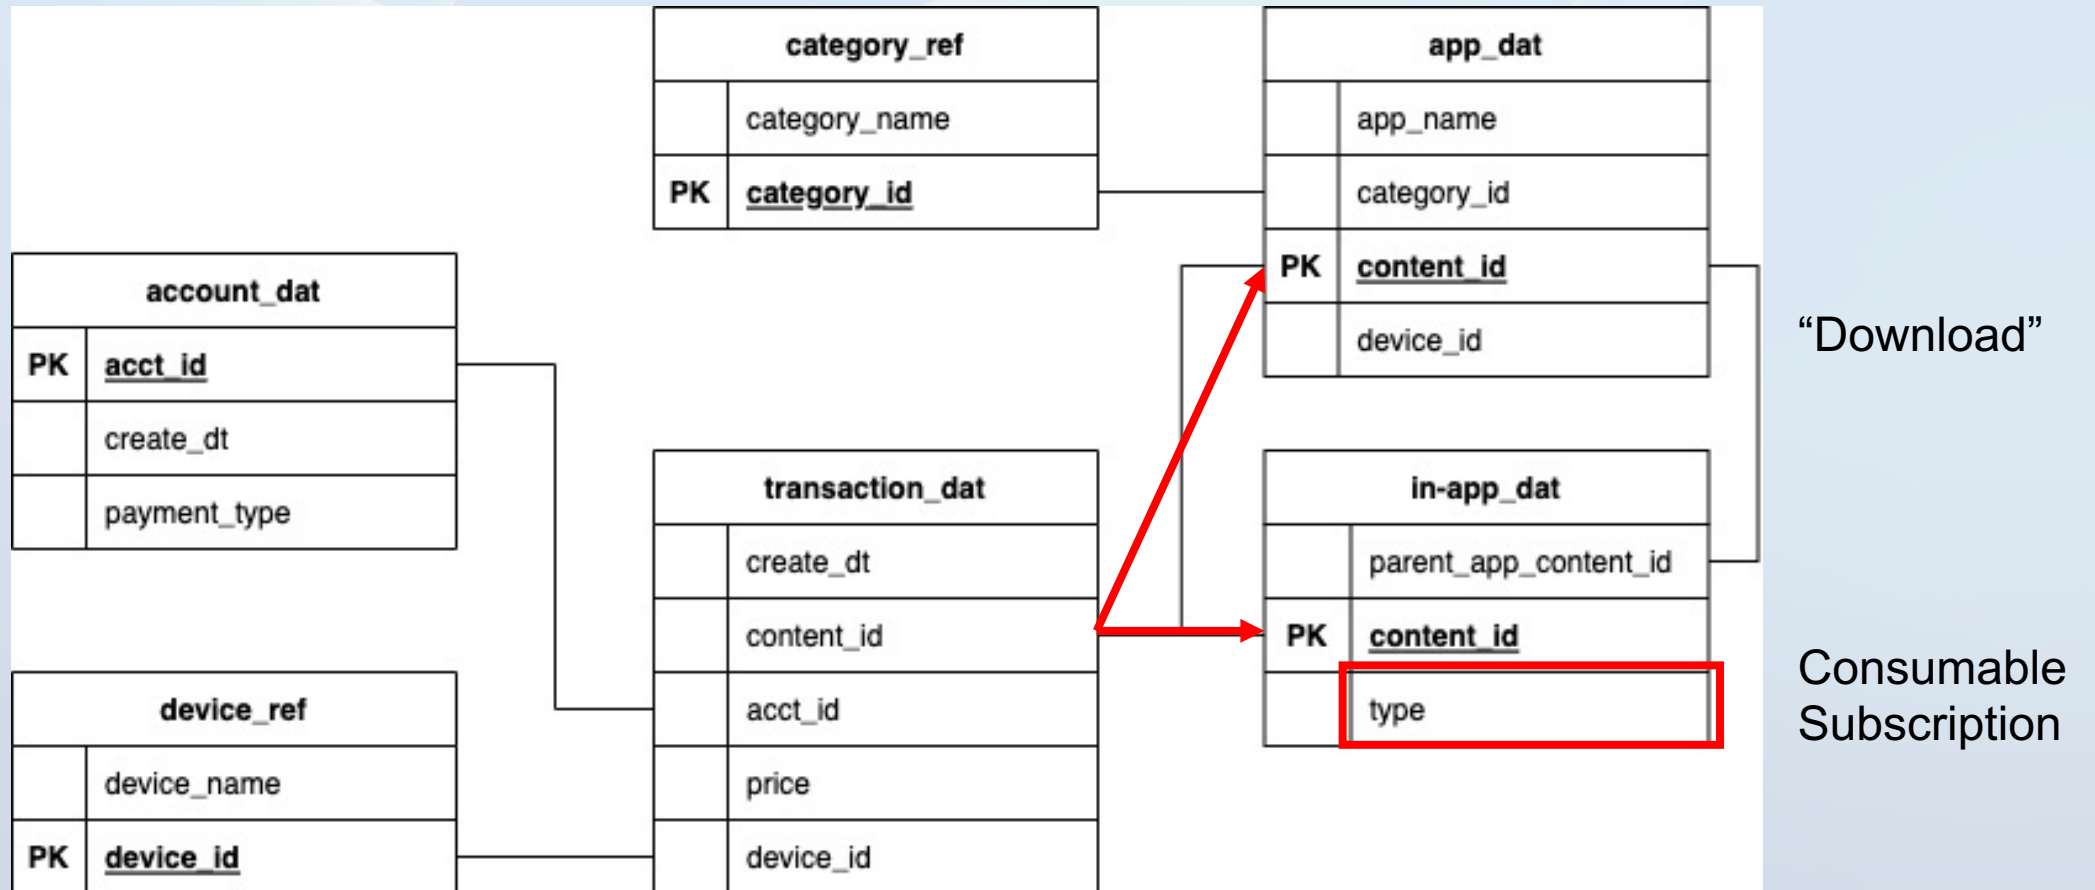 category_ref
category_name
PK category_id
app_dat
app_name
category_id
PK content_id
device_id
account_dat
PK acct_id
create_dt
payment_type
transaction_dat
create_dt
content_id
acct_id
price
device_id
in-app_dat
parent_app_content_id
PK content_id
type
device_ref
device_name
PK device_id
“Download”
Consumable
Subscription